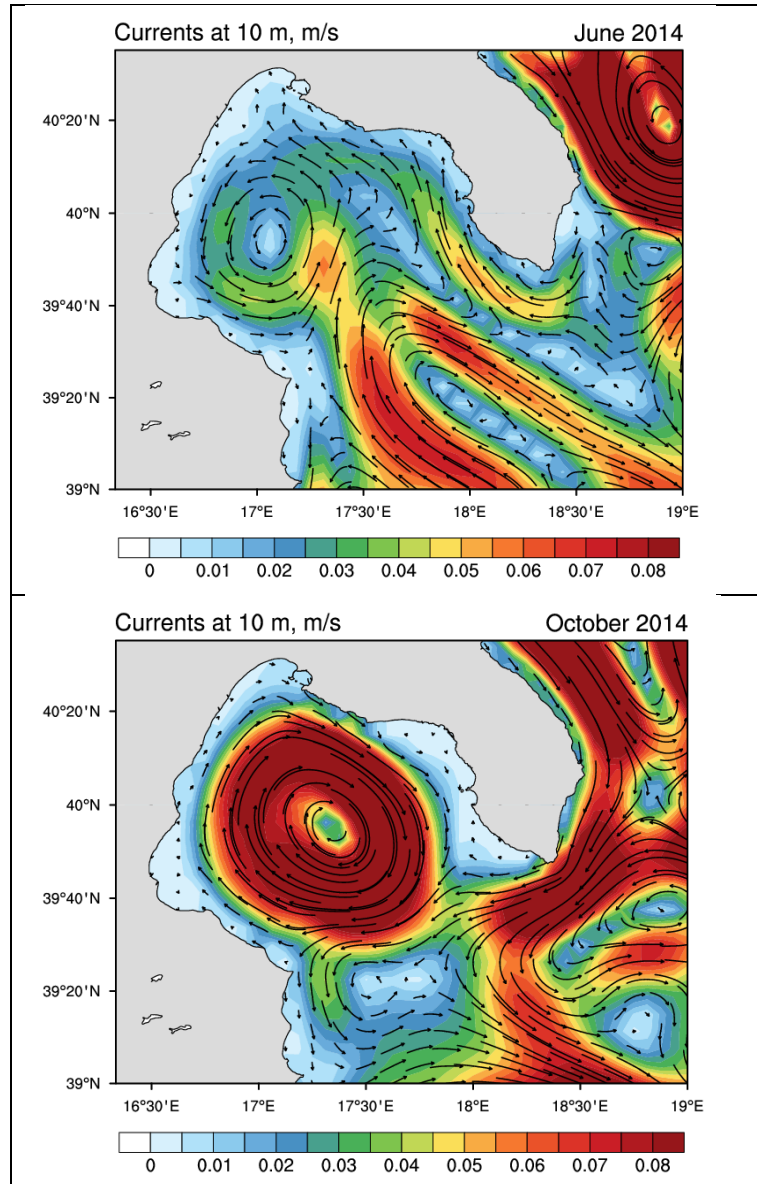 Currents at 10 m, m/s June 2014
40°20'N
40°N
39°40'N
39°20'N
39°N
16°30'E 17°E 17°30'E 18°E 18°30'E 19°E
0 0.01 0.02 0.03 0.04 0.05 0.06 0.07 0.08
Currents at 10 m, m/s October 2014
40°20'N
40°N
39°40'N
39°20'N
39°N
16°30'E 17°E 17°30'E 18°E 18°30'E 19°E
0 0.01 0.02 0.03 0.04 0.05 0.06 0.07 0.08